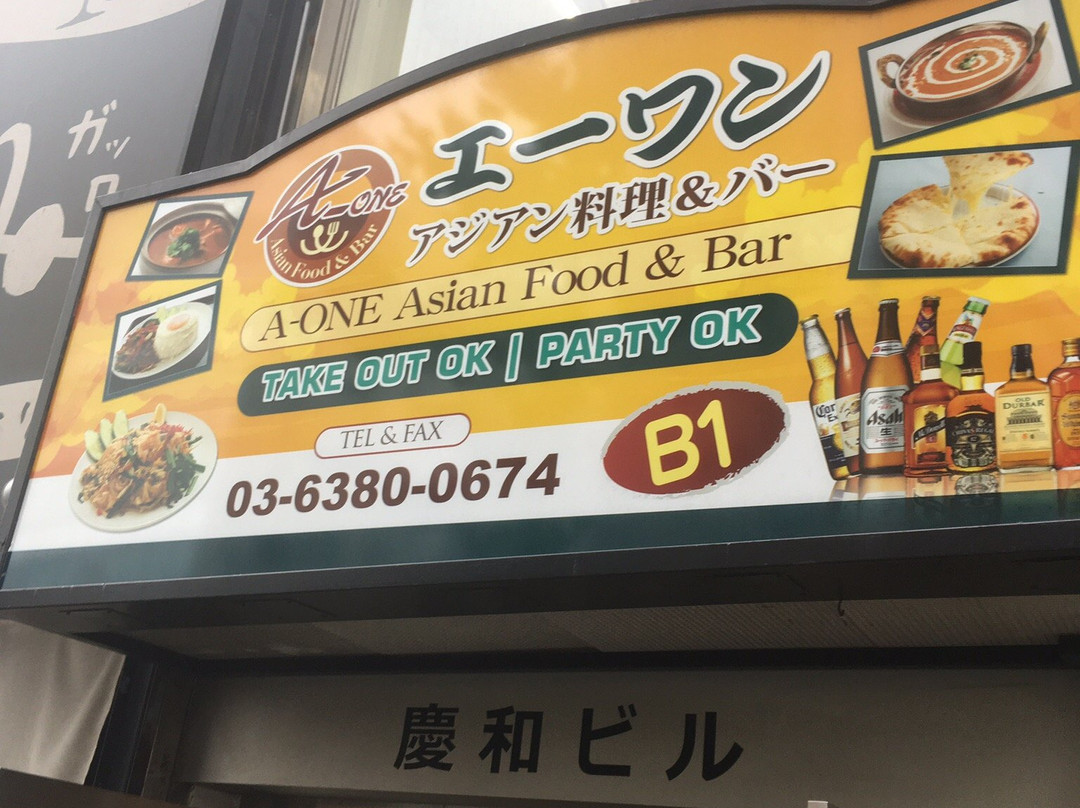 ガッ
エーワン
A-ONE
Asian Food & Bar
アジアン料理&バー
A-ONE Asian Food & Bar
TAKE OUT OK | PARTY OK
TEL & FAX
03-6380-0674
B1
Asahi
生
OLD
DURBAR
慶和ビル